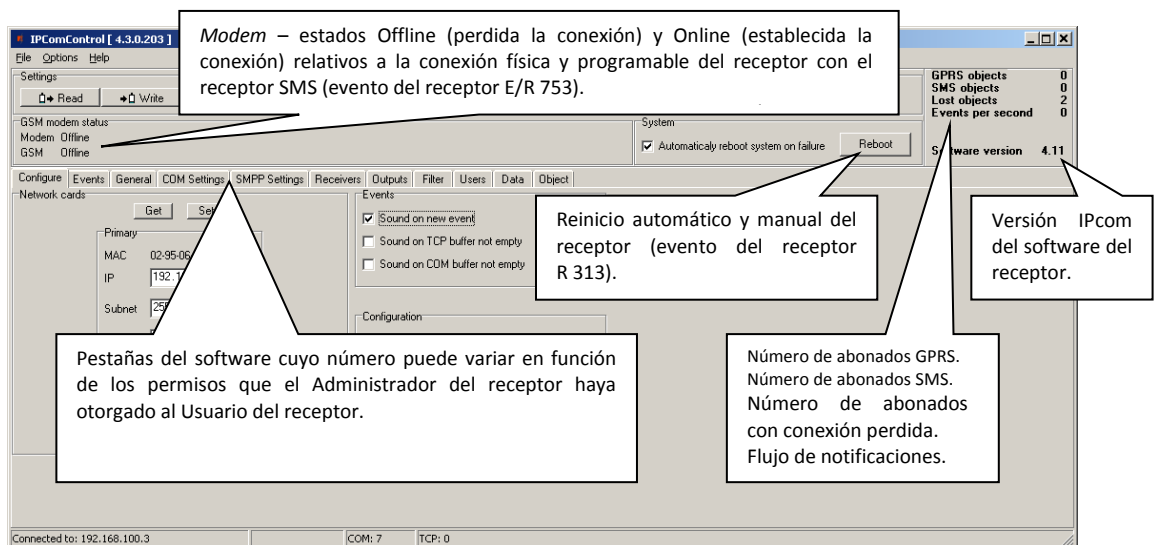 IPComControl [ 4.3.0.203 ]
File Options Help
Settings
Read Write
Modem – estados Offline (perdida la conexión) y Online (establecida la
conexión) relativos a la conexión física y programable del receptor con el
receptor SMS (evento del receptor E/R 753).
GPRS objects 0
SMS objects 0
Lost objects 2
Events per second 0
Software version 4.11
GSM modem status
Modem Offline
GSM Offline
System
Automaticaly reboot system on failure Reboot
Configure Events General COM Settings SMPP Settings Receivers Outputs Filter Users Data Object
Network cards
Get
Primary
MAC 02-95-06
IP 192.1
Subnet
Events
Sound on new event
Sound on TCP buffer not empty
Sound on COM buffer not empty
Configuration
Reinicio automático y manual del
receptor (evento del receptor
R 313).
Versión IPcom
del software del
receptor.
Pestañas del software cuyo número puede variar en función
de los permisos que el Administrador del receptor haya
otorgado al Usuario del receptor.
Número de abonados GPRS.
Número de abonados SMS.
Número de abonados
con conexión perdida.
Flujo de notificaciones.
Connected to: 192.168.100.3 COM: 7 TCP: 0